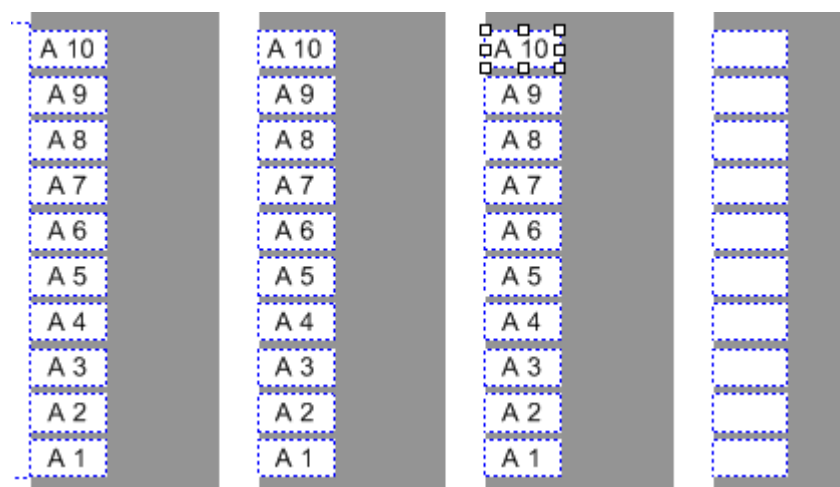 A 10 A 10 A 10
A 9 A 9 A 9
A 8 A 8 A 8
A 7 A 7 A 7
A 6 A 6 A 6
A 5 A 5 A 5
A 4 A 4 A 4
A 3 A 3 A 3
A 2 A 2 A 2
A 1 A 1 A 1